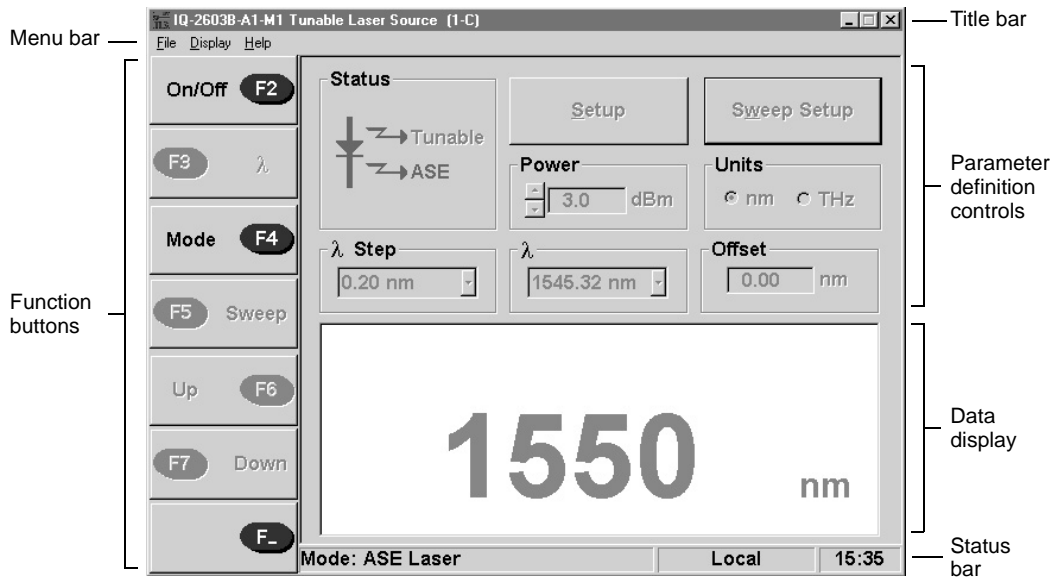 IQ-2603B-A1-M1 Tunable Laser Source (1-C)
Title bar
Menu bar
File Display Help
On/Off F2
F3 λ
Mode F4
F5 Sweep
Up F6
F7 Down
F_
Function
buttons
Status
Tunable
ASE
Setup
Sweep Setup
Power
3.0 dBm
Units
nm THz
λ Step
0.20 nm
λ
1545.32 nm
Offset
0.00 nm
Parameter
definition
controls
1550 nm
Data
display
Mode: ASE Laser Local 15:35
Status
bar